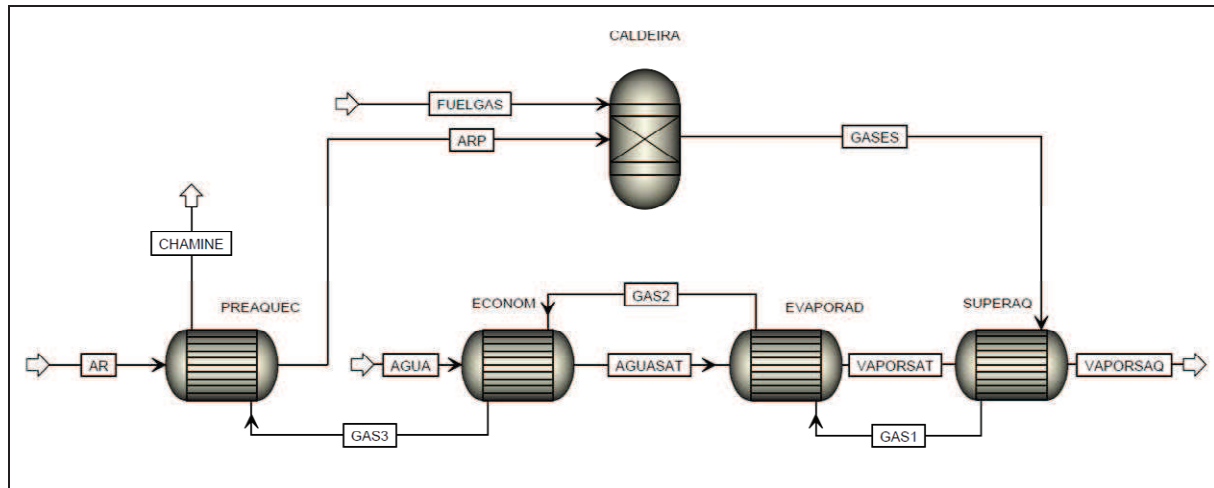 CALDEIRA
FUELGAS
ARP
GASES
CHAMINE
PREAQUEC
ECONOM
GAS2
EVAPORAD
SUPERAQ
AR
AGUA
AGUASAT
VAPORSAT
VAPORSAQ
GAS3
GAS1